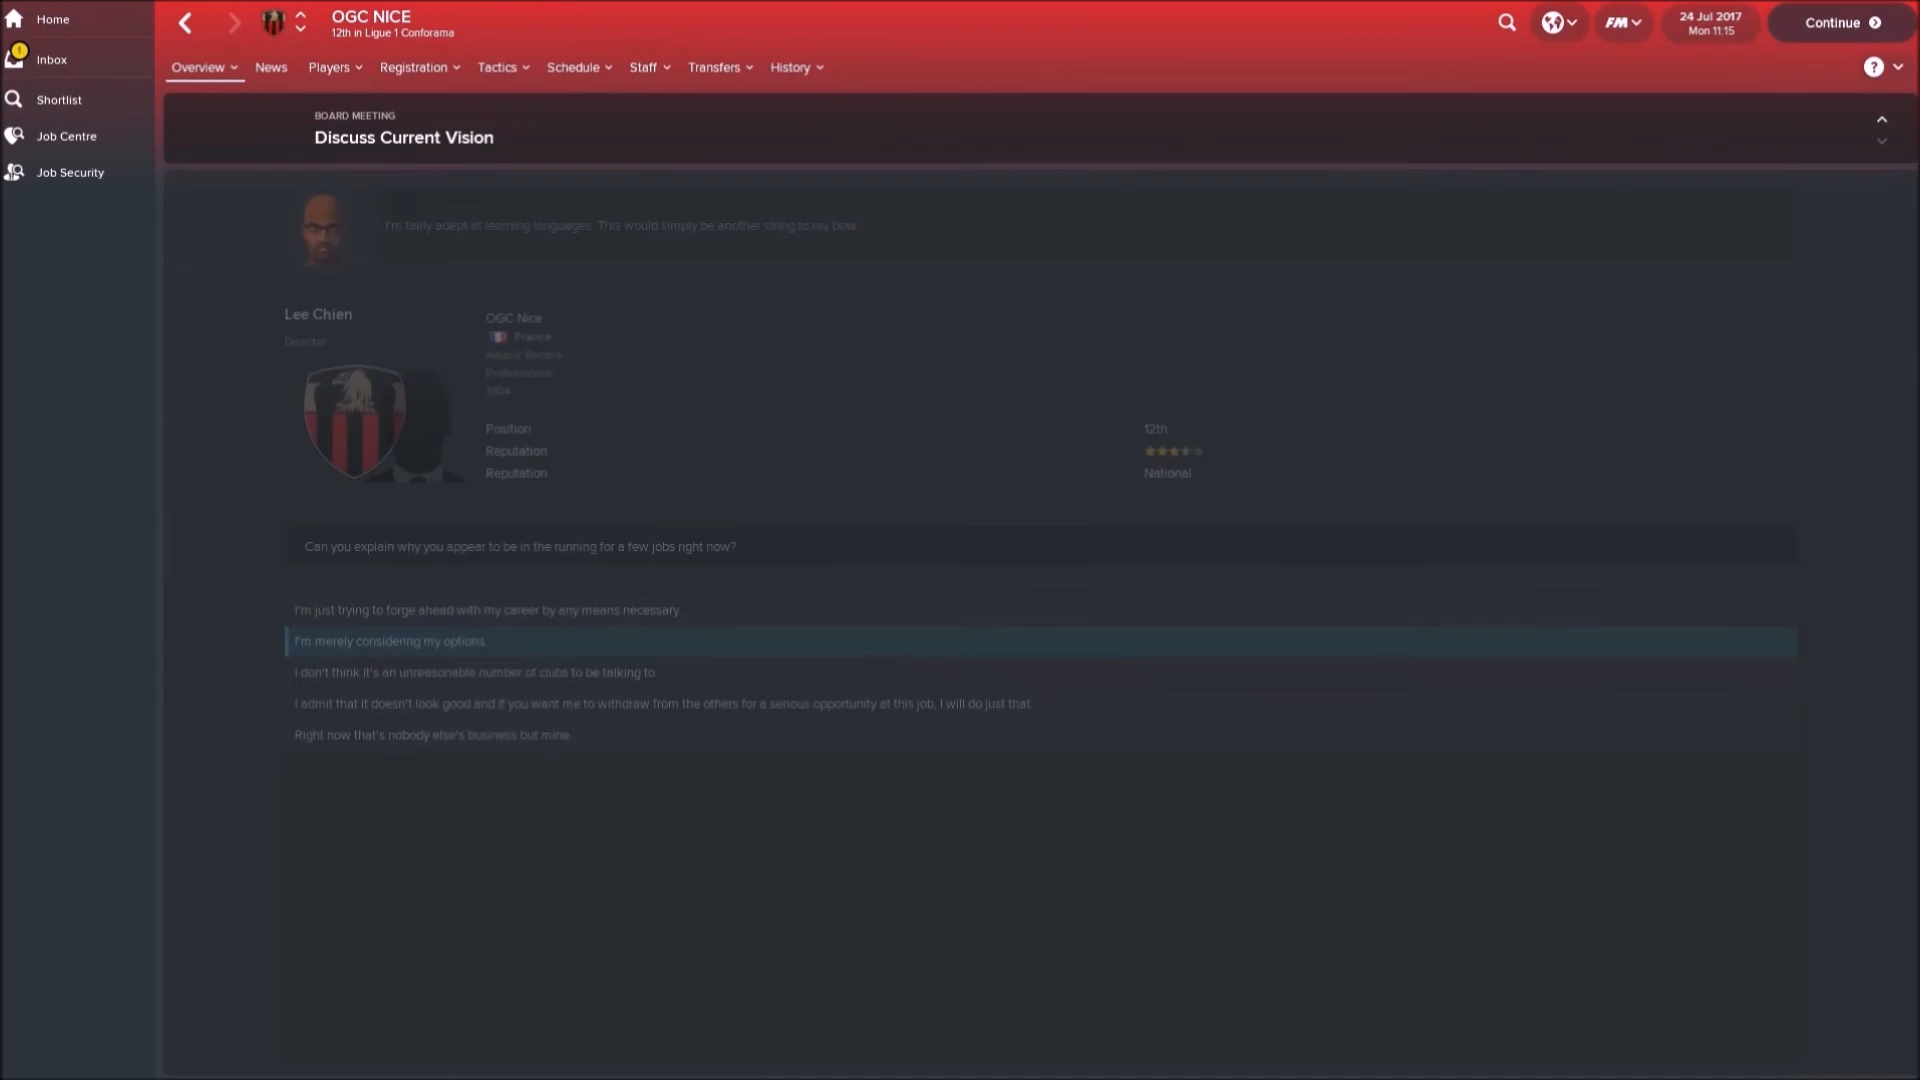 Home
Inbox
1
Shortlist
Job Centre
Job Security
OGC NICE
12th in Ligue 1 Conforama
FM
24 Jul 2017
Mon 11:15
Continue
Overview
News
Players
Registration
Tactics
Schedule
Staff
Transfers
History
?
BOARD MEETING
Discuss Current Vision
I'm fairly adept at learning languages. This would simply be another string to my bow.
Lee Chien
Director
OGC Nice
France
Allianz Riviera
Professional
1904
Position 12th
Reputation
Reputation National
Can you explain why you appear to be in the running for a few jobs right now?
I'm just trying to forge ahead with my career by any means necessary.
I'm merely considering my options.
I don't think it's an unreasonable number of clubs to be talking to
I admit that it doesn't look good and if you want me to withdraw from the others for a serious opportunity at this job, I will do just that.
Right now that's nobody else's business but mine.